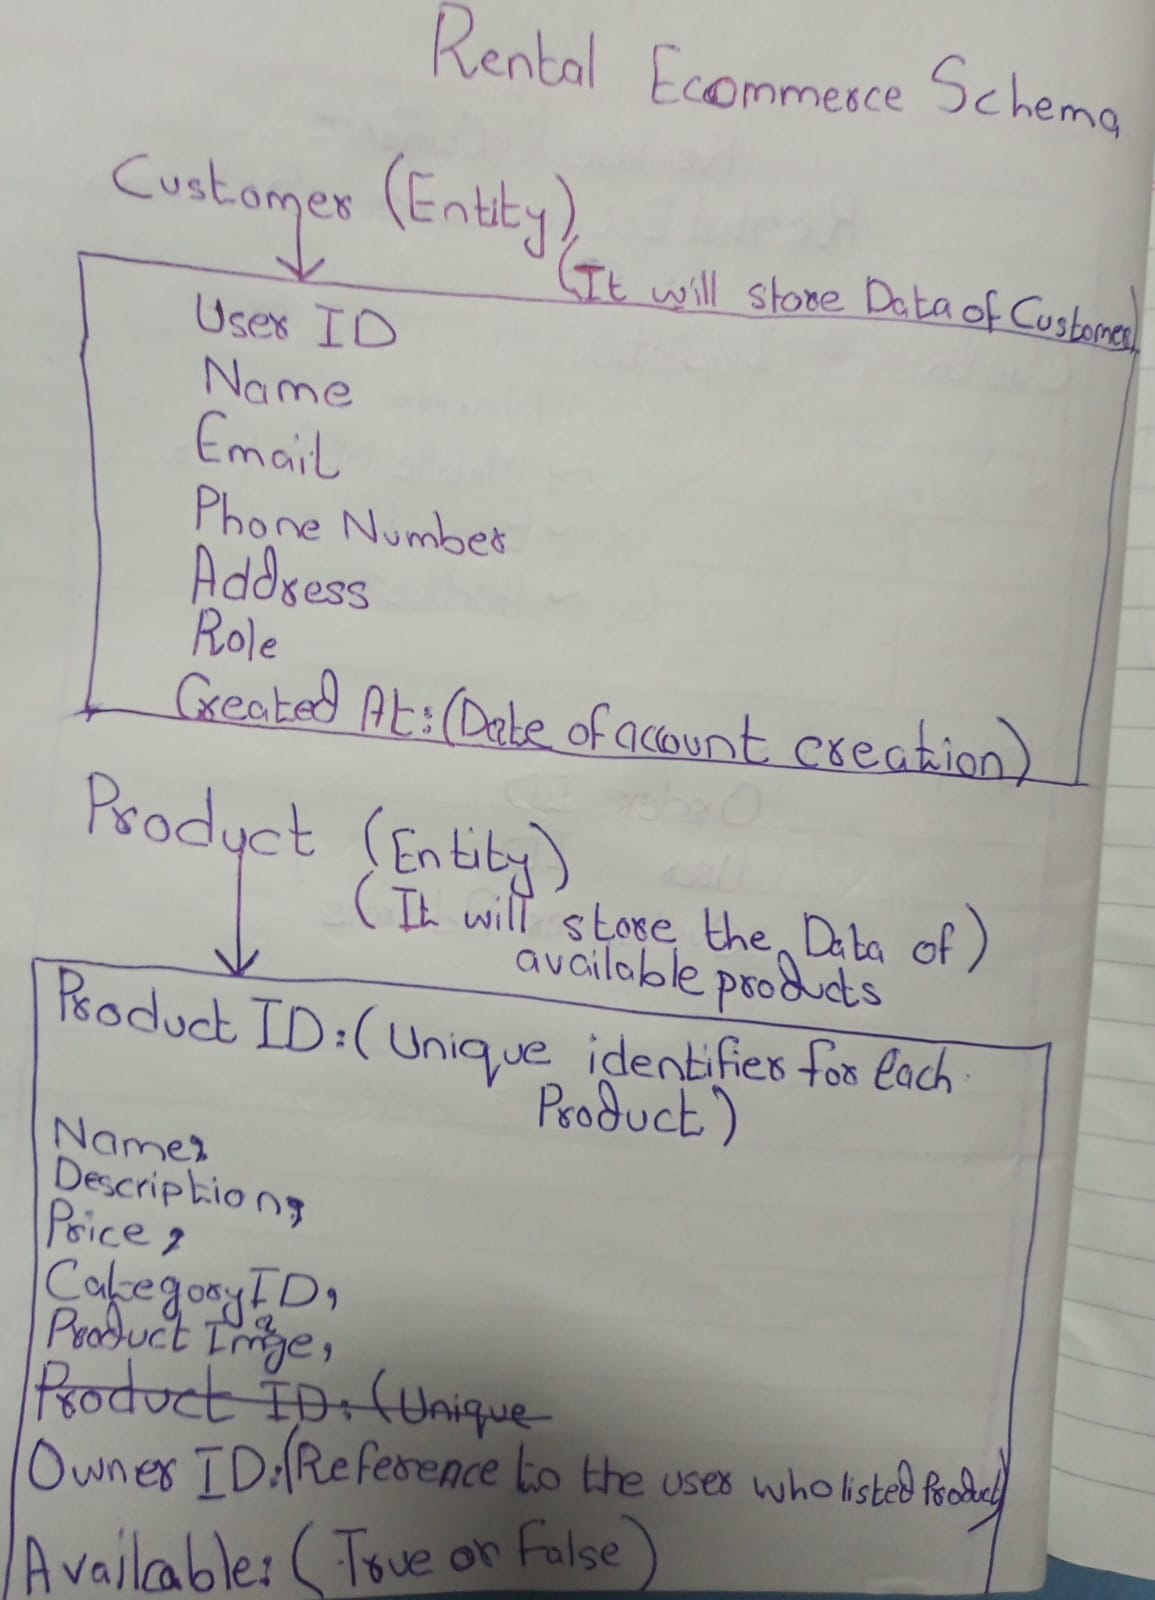 Rental Ecommerce Schema
Customer (Entity)
(It will store Data of Customer)
User ID
Name
Email
Phone Number
Address
Role
Created At: (Date of account creation)
Product (Entity)
(It will store the Data of)
available products
Product ID: (Unique identifier for each
Product)
Name,
Description,
Price,
Category ID,
Product Image,
Product ID: (Unique
Owner ID: (Reference to the user who listed Product)
Available: (True or False)